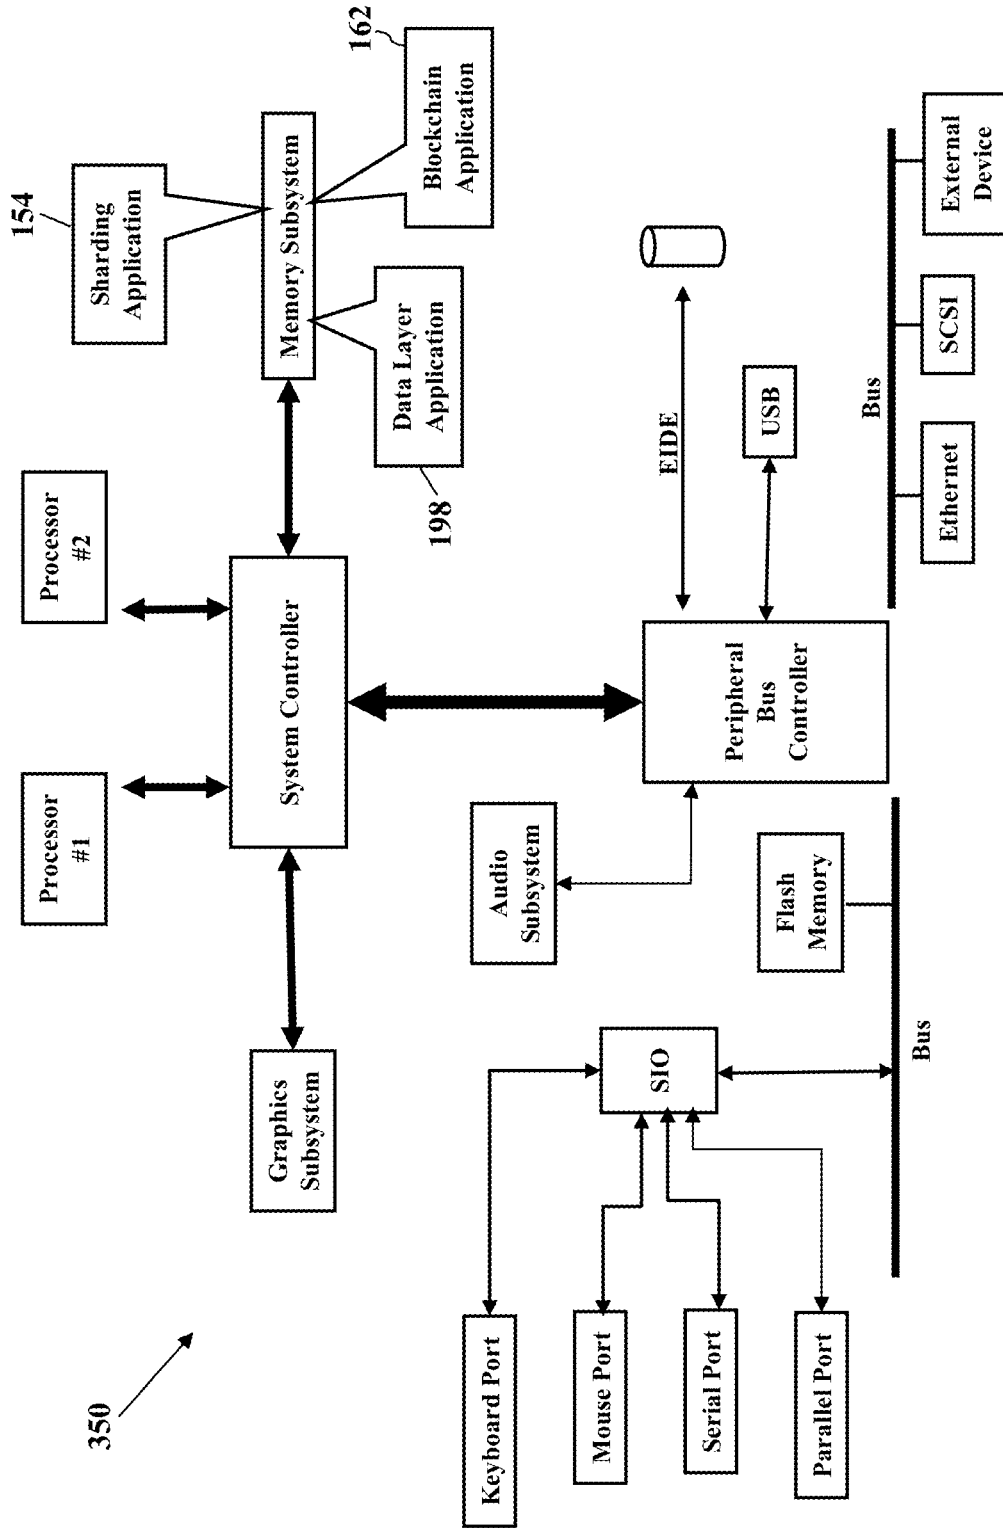 350
Processor
#1
Processor
#2
154
Sharding
Application
162
Blockchain
Application
Graphics
Subsystem
System Controller
Memory Subsystem
Data Layer
Application
198
Audio
Subsystem
Keyboard Port
Mouse Port
Serial Port
Parallel Port
SIO
Flash
Memory
Bus
Peripheral
Bus
Controller
EIDE
USB
Bus
Ethernet
SCSI
External
Device